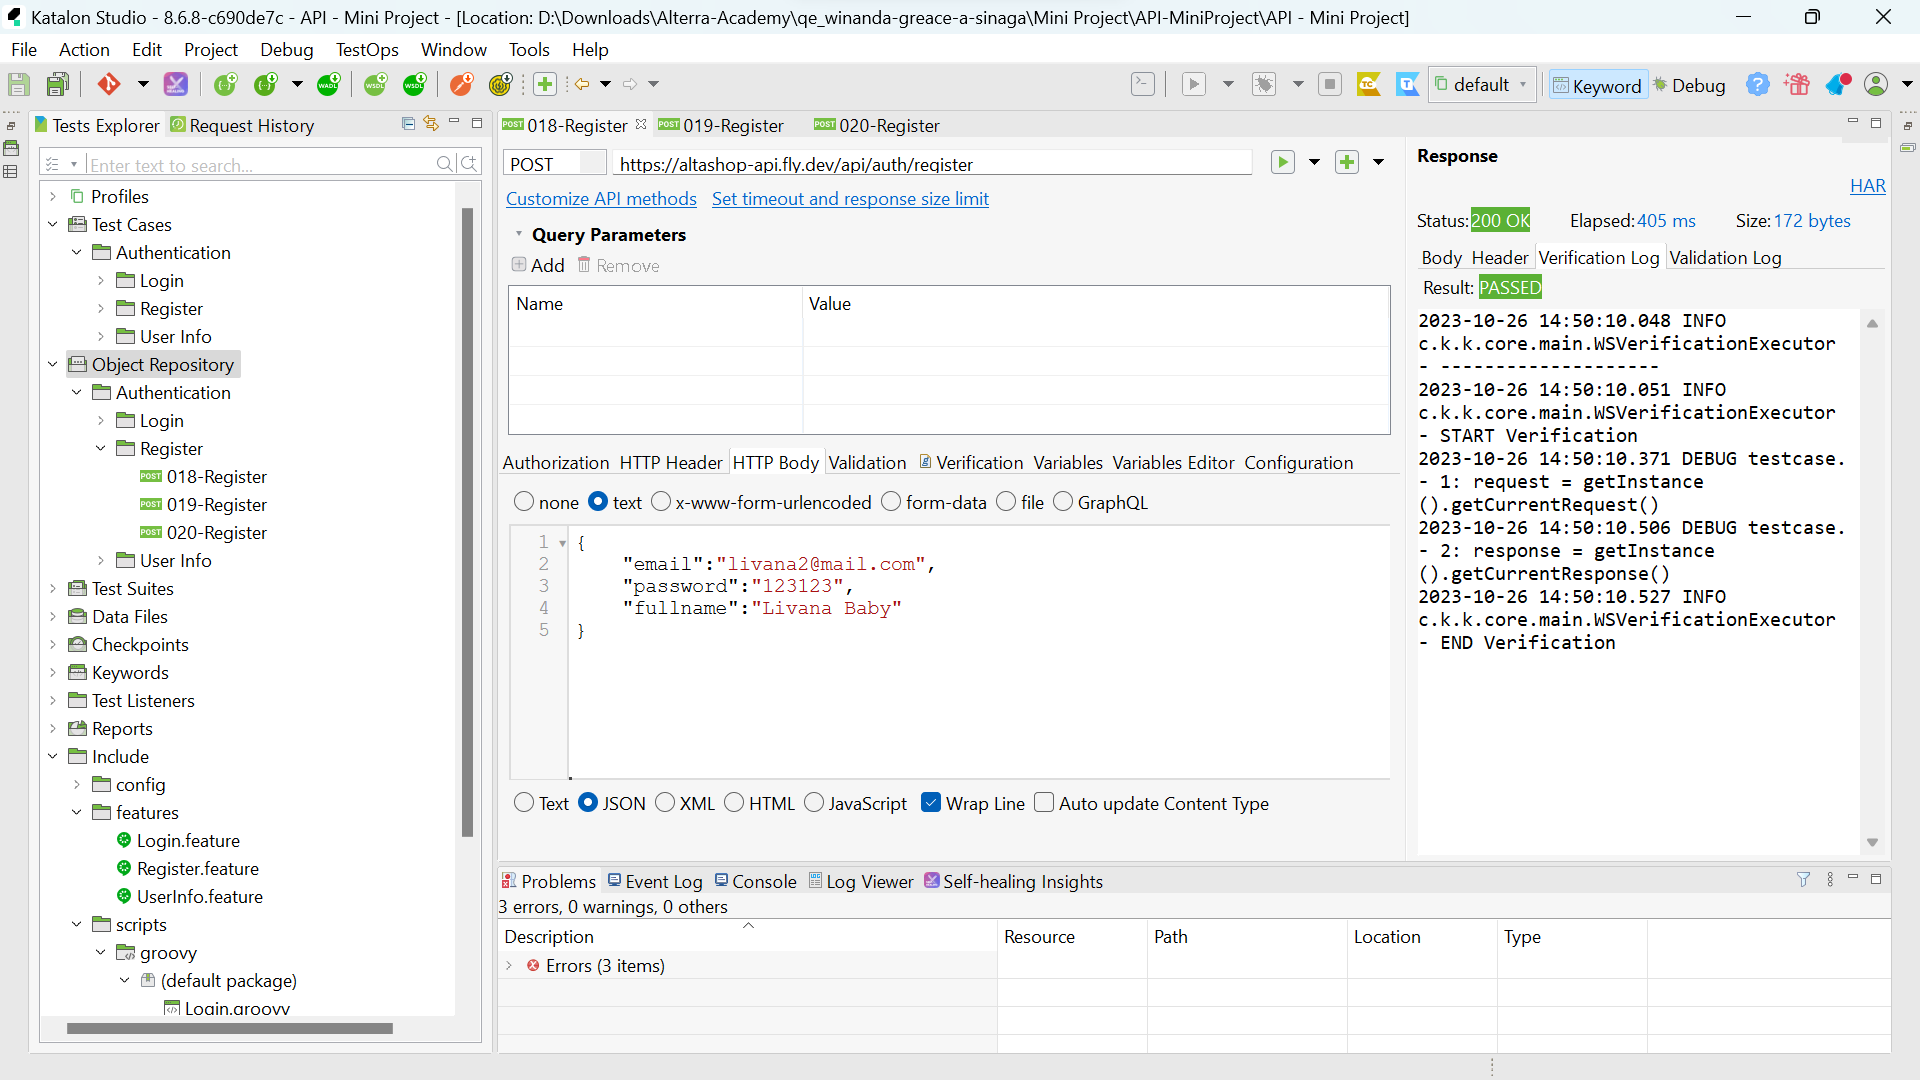 Katalon Studio - 8.6.8-c690de7c - API - Mini Project - [Location: D:\Downloads\Alterra-Academy\qe_winanda-greace-a-sinaga\Mini Project\API-MiniProject\API - Mini Project]
File Action Edit Project Debug TestOps Window Tools Help
default Keyword Debug
Tests Explorer Request History
Enter text to search...
Profiles
Test Cases
Authentication
Login
Register
User Info
Object Repository
Authentication
Login
Register
POST 018-Register
POST 019-Register
POST 020-Register
User Info
Test Suites
Data Files
Checkpoints
Keywords
Test Listeners
Reports
Include
config
features
Login.feature
Register.feature
UserInfo.feature
scripts
groovy
(default package)
Login.groovy
POST 018-Register POST 019-Register POST 020-Register
POST https://altashop-api.fly.dev/api/auth/register
Customize API methods Set timeout and response size limit
Query Parameters
Add Remove
Name Value
Authorization HTTP Header HTTP Body Validation Verification Variables Variables Editor Configuration
none text x-www-form-urlencoded form-data file GraphQL
1 {
2 "email":"livana2@mail.com",
3 "password":"123123",
4 "fullname":"Livana Baby"
5 }
Text JSON XML HTML JavaScript Wrap Line Auto update Content Type
Response
HAR
Status: 200 OK Elapsed: 405 ms Size: 172 bytes
Body Header Verification Log Validation Log
Result: PASSED
2023-10-26 14:50:10.048 INFO
c.k.k.core.main.WSVerificationExecutor
- --------------------
2023-10-26 14:50:10.051 INFO
c.k.k.core.main.WSVerificationExecutor
- START Verification
2023-10-26 14:50:10.371 DEBUG testcase.
- 1: request = getInstance
().getCurrentRequest()
2023-10-26 14:50:10.506 DEBUG testcase.
- 2: response = getInstance
().getCurrentResponse()
2023-10-26 14:50:10.527 INFO
c.k.k.core.main.WSVerificationExecutor
- END Verification
Problems Event Log Console Log Viewer Self-healing Insights
3 errors, 0 warnings, 0 others
Description Resource Path Location Type
Errors (3 items)